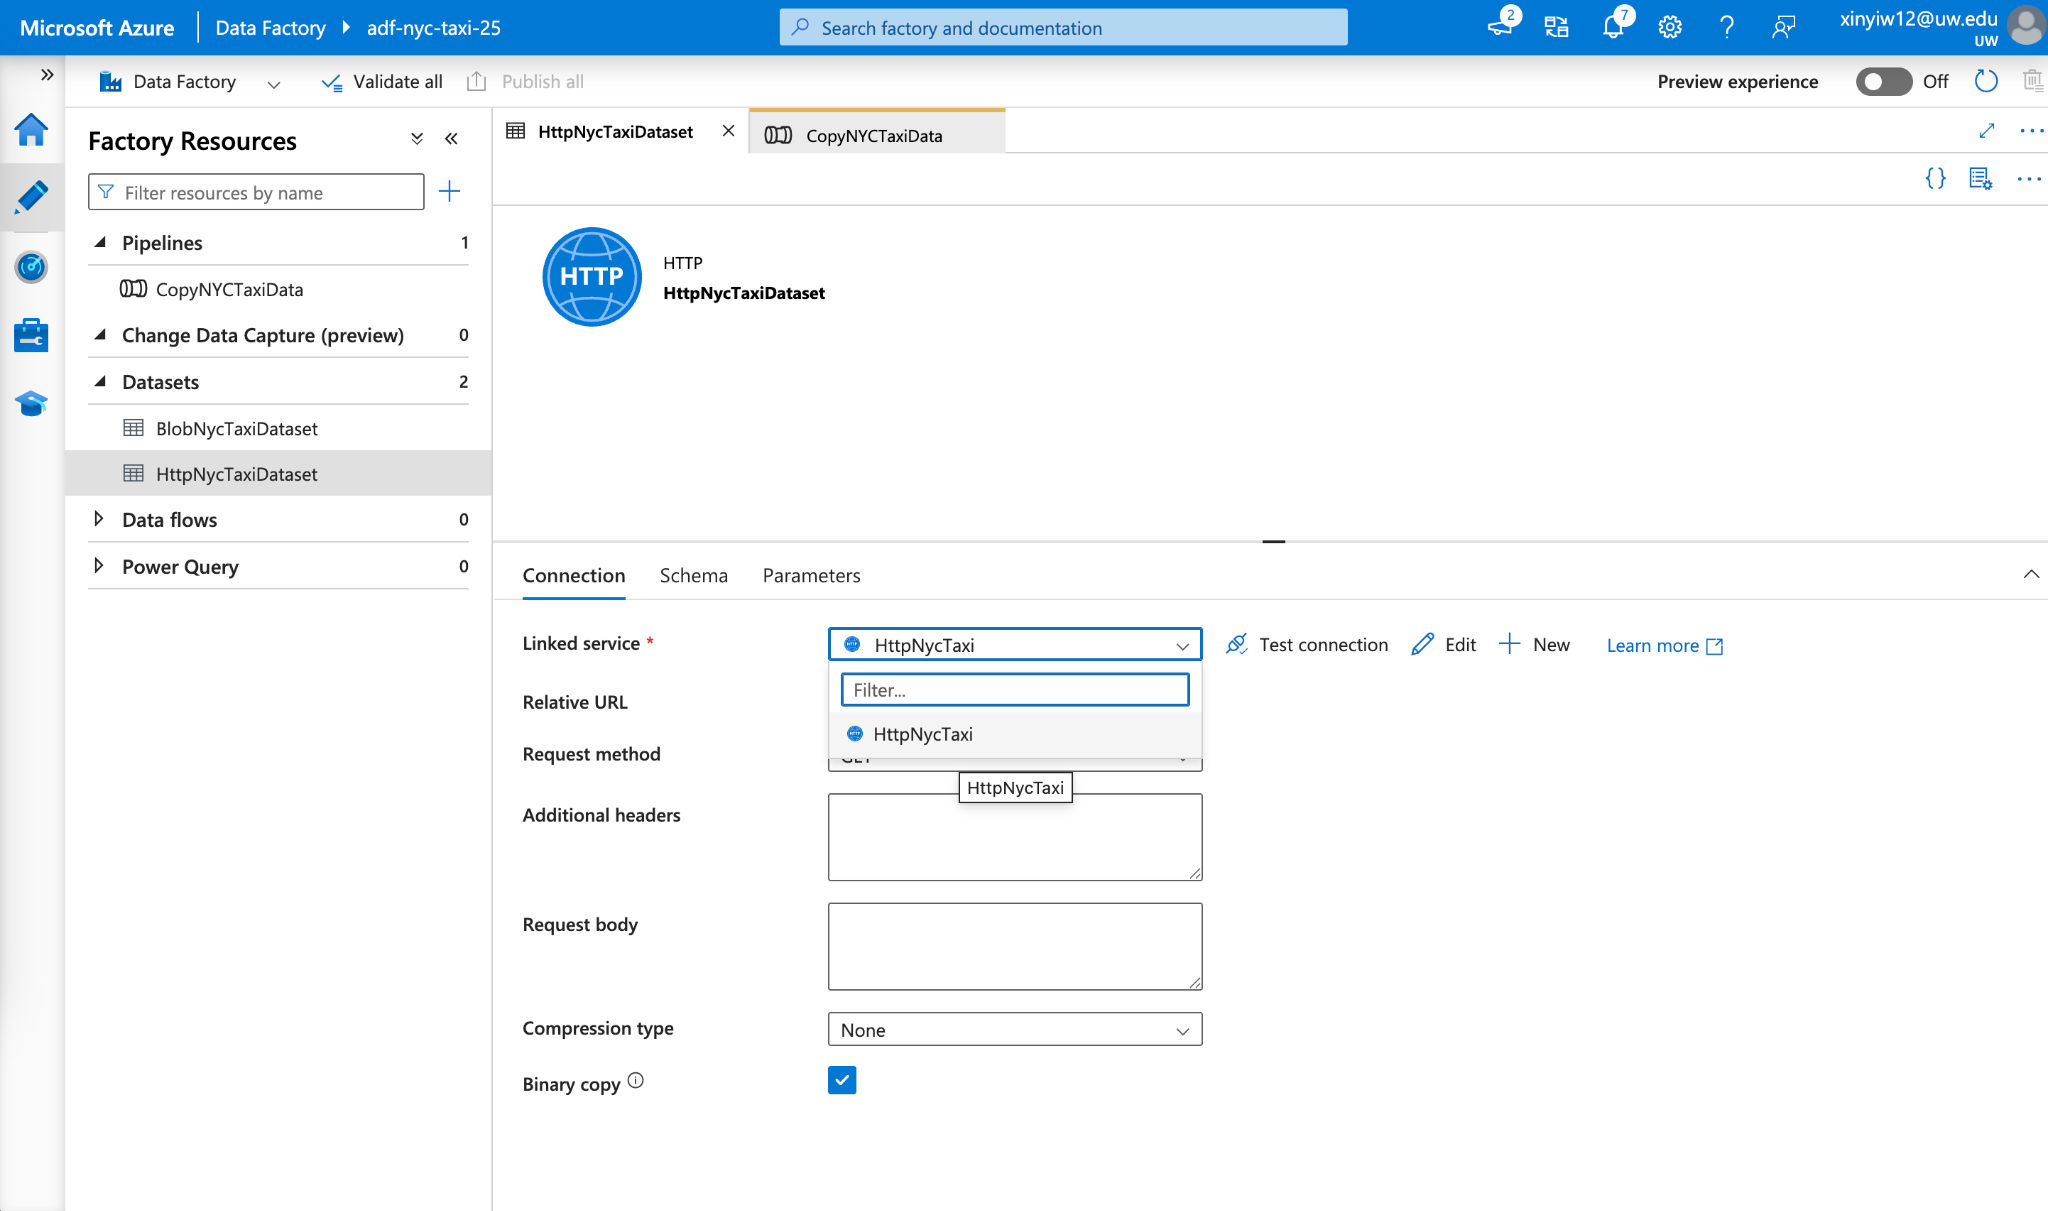 Microsoft Azure
Data Factory
adf-nyc-taxi-25
Search factory and documentation
2
7
xinyiw12@uw.edu
UW
Data Factory
Validate all
Publish all
Preview experience
Off
Factory Resources
Filter resources by name
Pipelines 1
CopyNYCTaxiData
Change Data Capture (preview) 0
Datasets 2
BlobNycTaxiDataset
HttpNycTaxiDataset
Data flows 0
Power Query 0
HttpNycTaxiDataset
CopyNYCTaxiData
HTTP
HTTP
HttpNycTaxiDataset
Connection
Schema
Parameters
Linked service *
HttpNycTaxi
Test connection
Edit
New
Learn more
Filter...
Relative URL
HttpNycTaxi
Request method
GET
HttpNycTaxi
Additional headers
Request body
Compression type
None
Binary copy